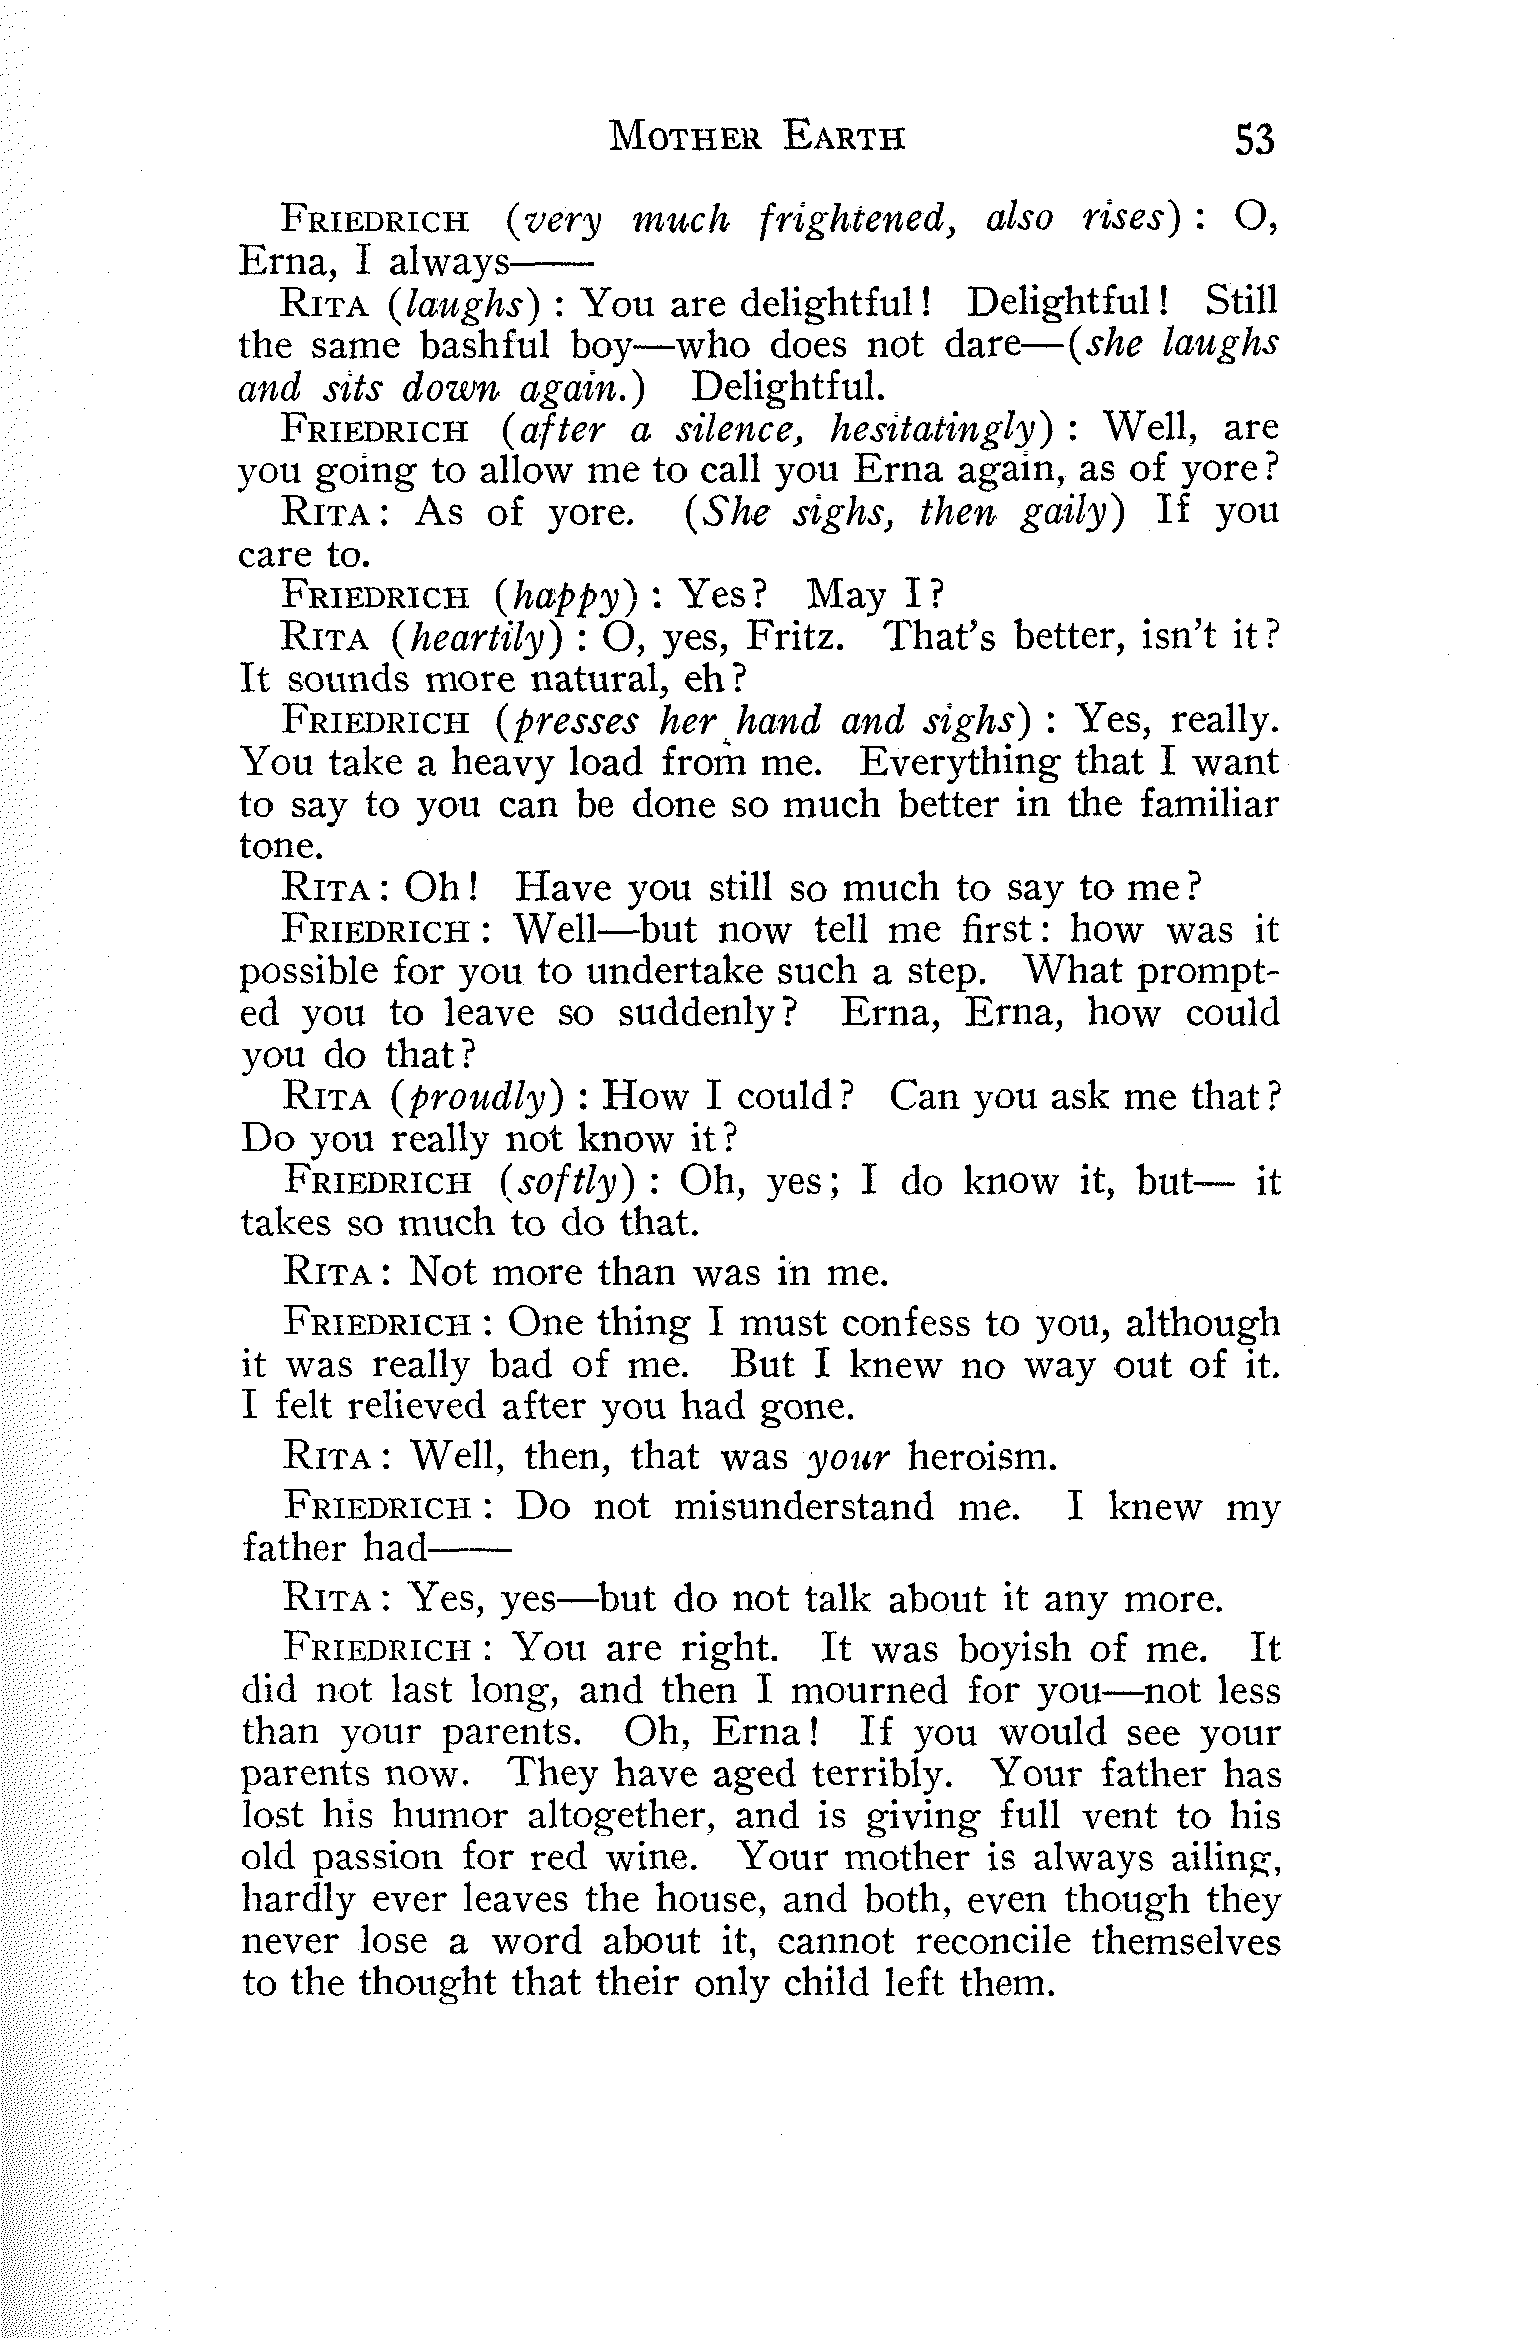 MOTHER EARTH 53
FRIEDRICH (very much frightened, also rises): O,
Erna, I always——
RITA (laughs): You are delightful! Delightful! Still
the same bashful boy—who does not dare—(she laughs
and sits down again.) Delightful.
FRIEDRICH (after a silence, hesitatingly): Well, are
you going to allow me to call you Erna again, as of yore?
RITA: As of yore. (She sighs, then gaily) If you
care to.
FRIEDRICH (happy): Yes? May I?
RITA (heartily): O, yes, Fritz. That's better, isn't it?
It sounds more natural, eh?
FRIEDRICH (presses her hand and sighs): Yes, really.
You take a heavy load from me. Everything that I want
to say to you can be done so much better in the familiar
tone.
RITA: Oh! Have you still so much to say to me?
FRIEDRICH: Well—but now tell me first: how was it
possible for you to undertake such a step. What prompt-
ed you to leave so suddenly? Erna, Erna, how could
you do that?
RITA (proudly): How I could? Can you ask me that?
Do you really not know it?
FRIEDRICH (softly): Oh, yes; I do know it, but— it
takes so much to do that.
RITA: Not more than was in me.
FRIEDRICH: One thing I must confess to you, although
it was really bad of me. But I knew no way out of it.
I felt relieved after you had gone.
RITA: Well, then, that was your heroism.
FRIEDRICH: Do not misunderstand me. I knew my
father had——
RITA: Yes, yes—but do not talk about it any more.
FRIEDRICH: You are right. It was boyish of me. It
did not last long, and then I mourned for you—not less
than your parents. Oh, Erna! If you would see your
parents now. They have aged terribly. Your father has
lost his humor altogether, and is giving full vent to his
old passion for red wine. Your mother is always ailing,
hardly ever leaves the house, and both, even though they
never lose a word about it, cannot reconcile themselves
to the thought that their only child left them.